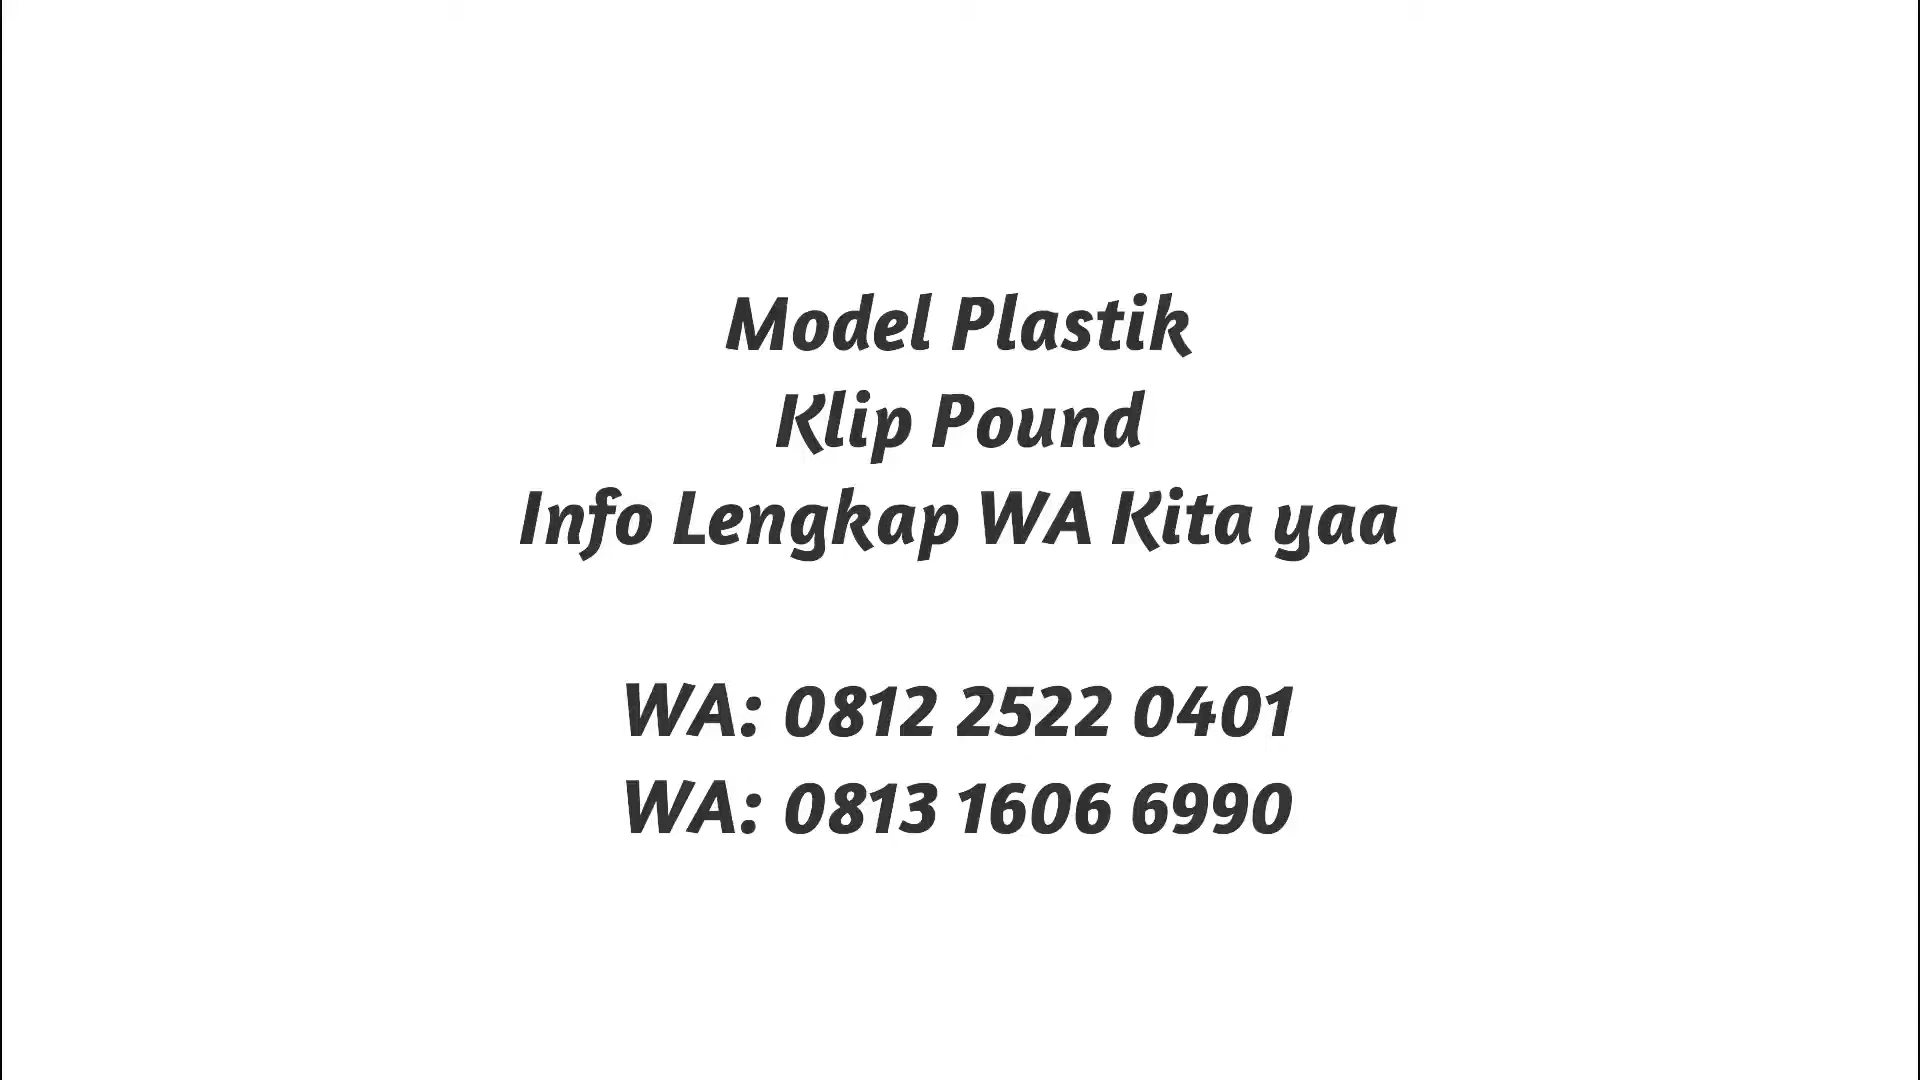 Model Plastik
Klip Pound
Info Lengkap WA Kita yaa
WA: 0812 2522 0401
WA: 0813 1606 6990